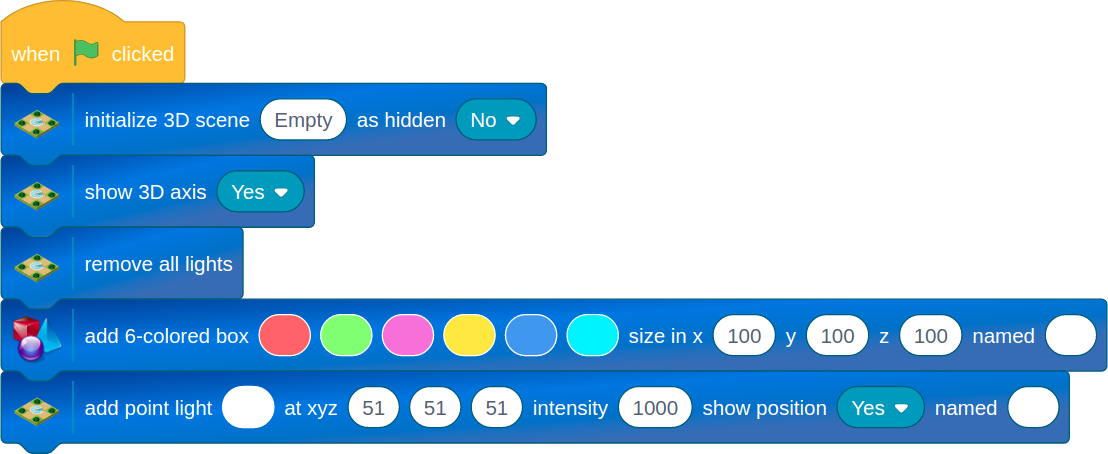 when clicked
initialize 3D scene Empty as hidden No
show 3D axis Yes
remove all lights
add 6-colored box size in x 100 y 100 z 100 named
add point light at xyz 51 51 51 intensity 1000 show position Yes named